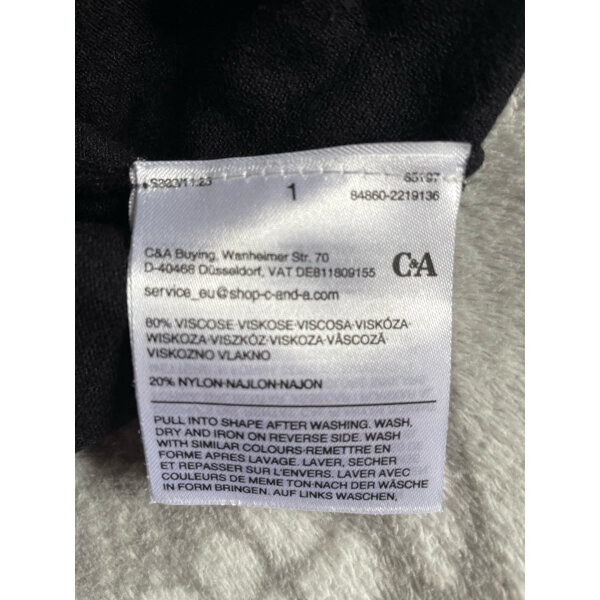 1
84860-2219136
C&A Buying, Wanheimer Str. 70
D-40468 Düsseldorf, VAT DE811809155
C&A
service_eu@shop-c-and-a.com
80% VISCOSE-VISKOSE-VISCOSA-VISKÓZA-
WISKOZA-VISZKÓZ-VISKOZA-VÂSCOZĂ
VISKOZNO VLAKNO
20% NYLON-NAJLON-NAJON
PULL INTO SHAPE AFTER WASHING. WASH,
DRY AND IRON ON REVERSE SIDE. WASH
WITH SIMILAR COLOURS-REMETTRE EN
FORME APRES LAVAGE. LAVER, SECHER
ET REPASSER SUR L'ENVERS. LAVER AVEC
COULEURS DE MEME TON-NACH DER WÄSCHE
IN FORM BRINGEN. AUF LINKS WASCHEN,